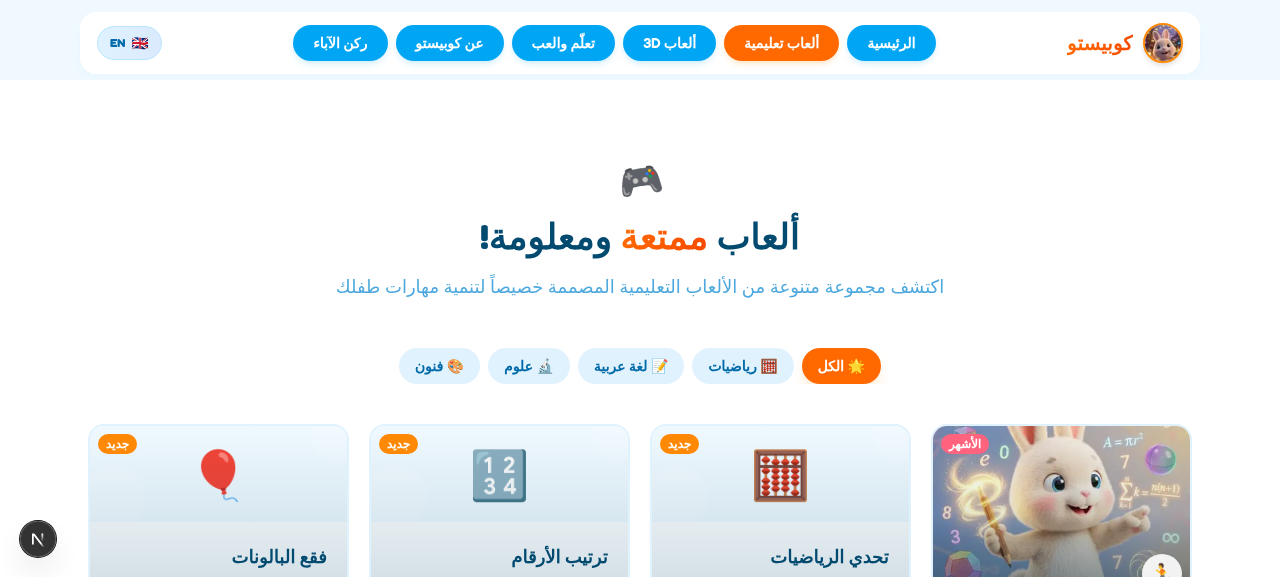 كوبيستو
الرئيسية
ألعاب تعليمية
ألعاب 3D
تعلّم والعب
عن كوبيستو
ركن الآباء
🇬🇧 EN
ألعاب ممتعة ومعلومة!
اكتشف مجموعة متنوعة من الألعاب التعليمية المصممة خصيصاً لتنمية مهارات طفلك
🌟 الكل
🧮 رياضيات
📝 لغة عربية
🔬 علوم
🎨 فنون
الأشهر
جديد
تحدي الرياضيات
جديد
ترتيب الأرقام
جديد
فقع البالونات